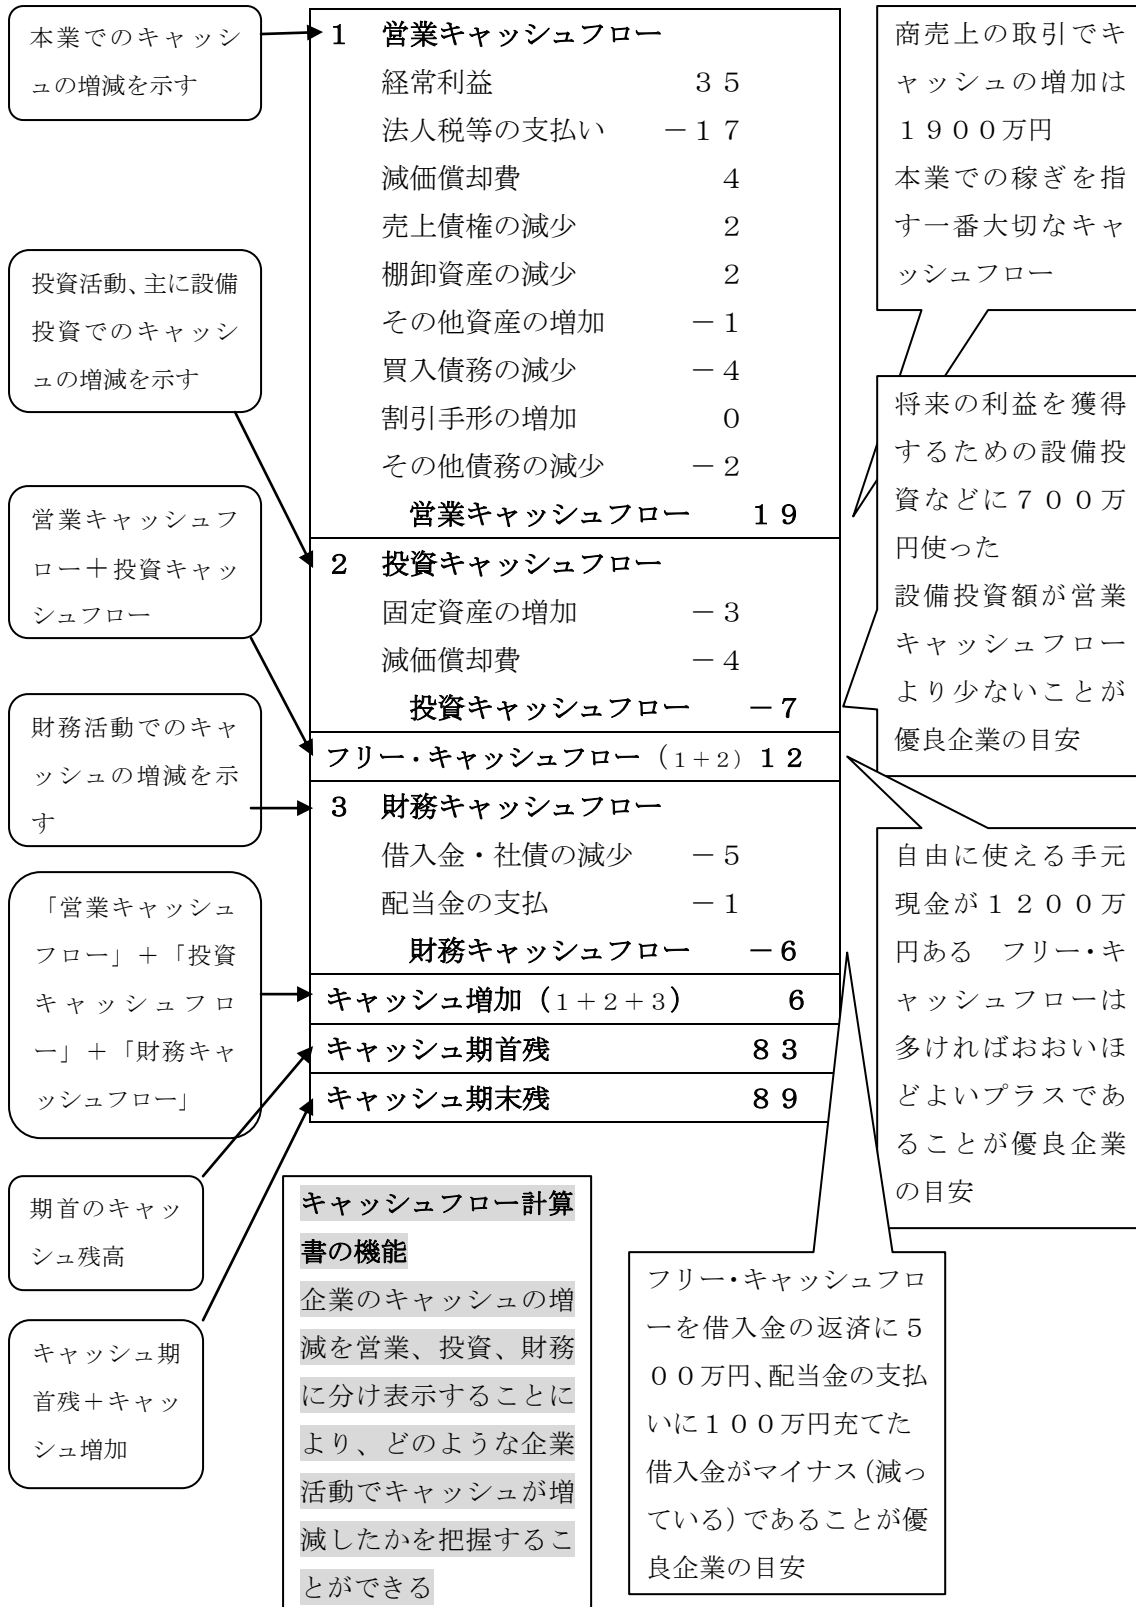 本業でのキャッシ
ュの増減を示す
投資活動、主に設備
投資でのキャッシ
ュの増減を示す
営業キャッシュフ
ロー＋投資キャッ
シュフロー
財務活動でのキャ
ッシュの増減を示
す
「営業キャッシュ
フロー」＋「投資
キャッシュフロ
ー」＋「財務キャ
ッシュフロー」
期首のキャッ
シュ残高
キャッシュ期
首残＋キャッ
シュ増加
１　営業キャッシュフロー
経常利益　３５
法人税等の支払い　－１７
減価償却費　４
売上債権の減少　２
棚卸資産の減少　２
その他資産の増加　－１
買入債務の減少　－４
割引手形の増加　０
その他債務の減少　－２
営業キャッシュフロー　１９
２　投資キャッシュフロー
固定資産の増加　－３
減価償却費　－４
投資キャッシュフロー　－７
フリー・キャッシュフロー（1＋2）１２
３　財務キャッシュフロー
借入金・社債の減少　－５
配当金の支払　－１
財務キャッシュフロー　－６
キャッシュ増加（1＋2＋3）　６
キャッシュ期首残　８３
キャッシュ期末残　８９
商売上の取引でキ
ャッシュの増加は
１９００万円
本業での稼ぎを指
す一番大切なキャ
ッシュフロー
将来の利益を獲得
するための設備投
資などに７００万
円使った
設備投資額が営業
キャッシュフロー
より少ないことが
優良企業の目安
自由に使える手元
現金が１２００万
円ある　フリー・キ
ャッシュフローは
多ければおおいほ
どよいプラスであ
ることが優良企業
の目安
キャッシュフロー計算
書の機能
企業のキャッシュの増
減を営業、投資、財務
に分け表示することに
より、どのような企業
活動でキャッシュが増
減したかを把握するこ
とができる
フリー・キャッシュフロ
ーを借入金の返済に５
００万円、配当金の支払
いに１００万円充てた
借入金がマイナス（減っ
ている）であることが優
良企業の目安